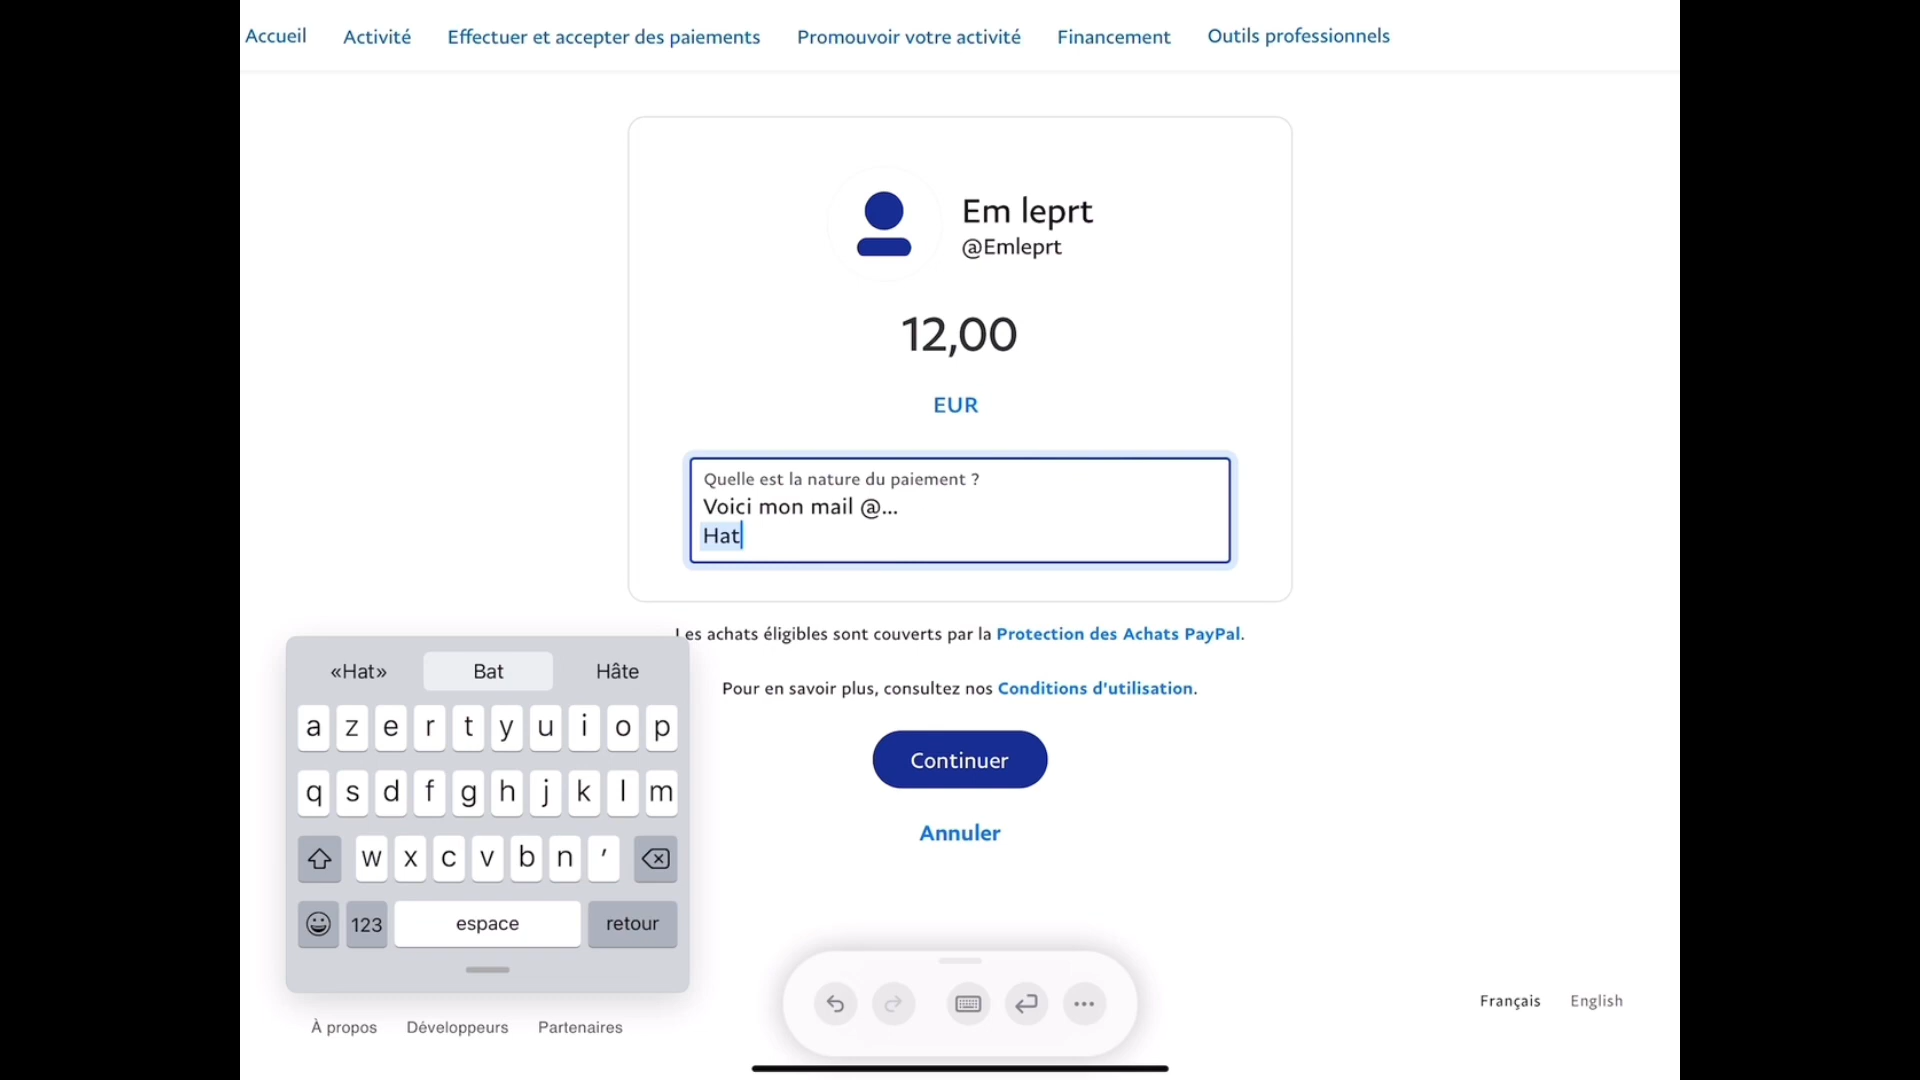 Accueil Activité Effectuer et accepter des paiements Promouvoir votre activité Financement Outils professionnels
Em leprt
@Emleprt
12,00
EUR
Quelle est la nature du paiement ?
Voici mon mail @...
Hat
Les achats éligibles sont couverts par la Protection des Achats PayPal.
Pour en savoir plus, consultez nos Conditions d'utilisation.
Continuer
Annuler
«Hat» Bat Hâte
a z e r t y u i o p
q s d f g h j k l m
w x c v b n ’
123 espace retour
Français English
À propos Développeurs Partenaires